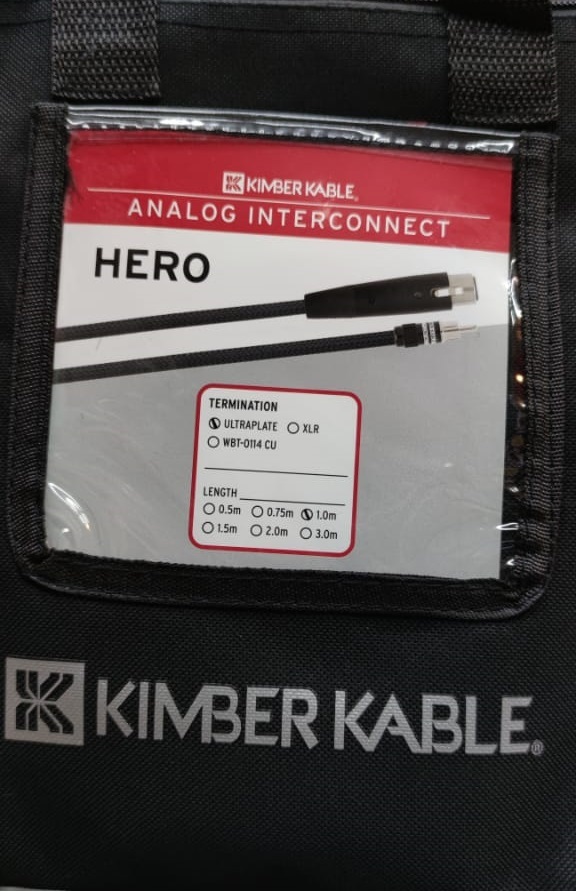 KIMBER KABLE®
ANALOG INTERCONNECT
HERO
TERMINATION
ULTRAPLATE XLR
WBT-0114 CU
LENGTH
0.5m 0.75m 1.0m
1.5m 2.0m 3.0m
KIMBER KABLE®